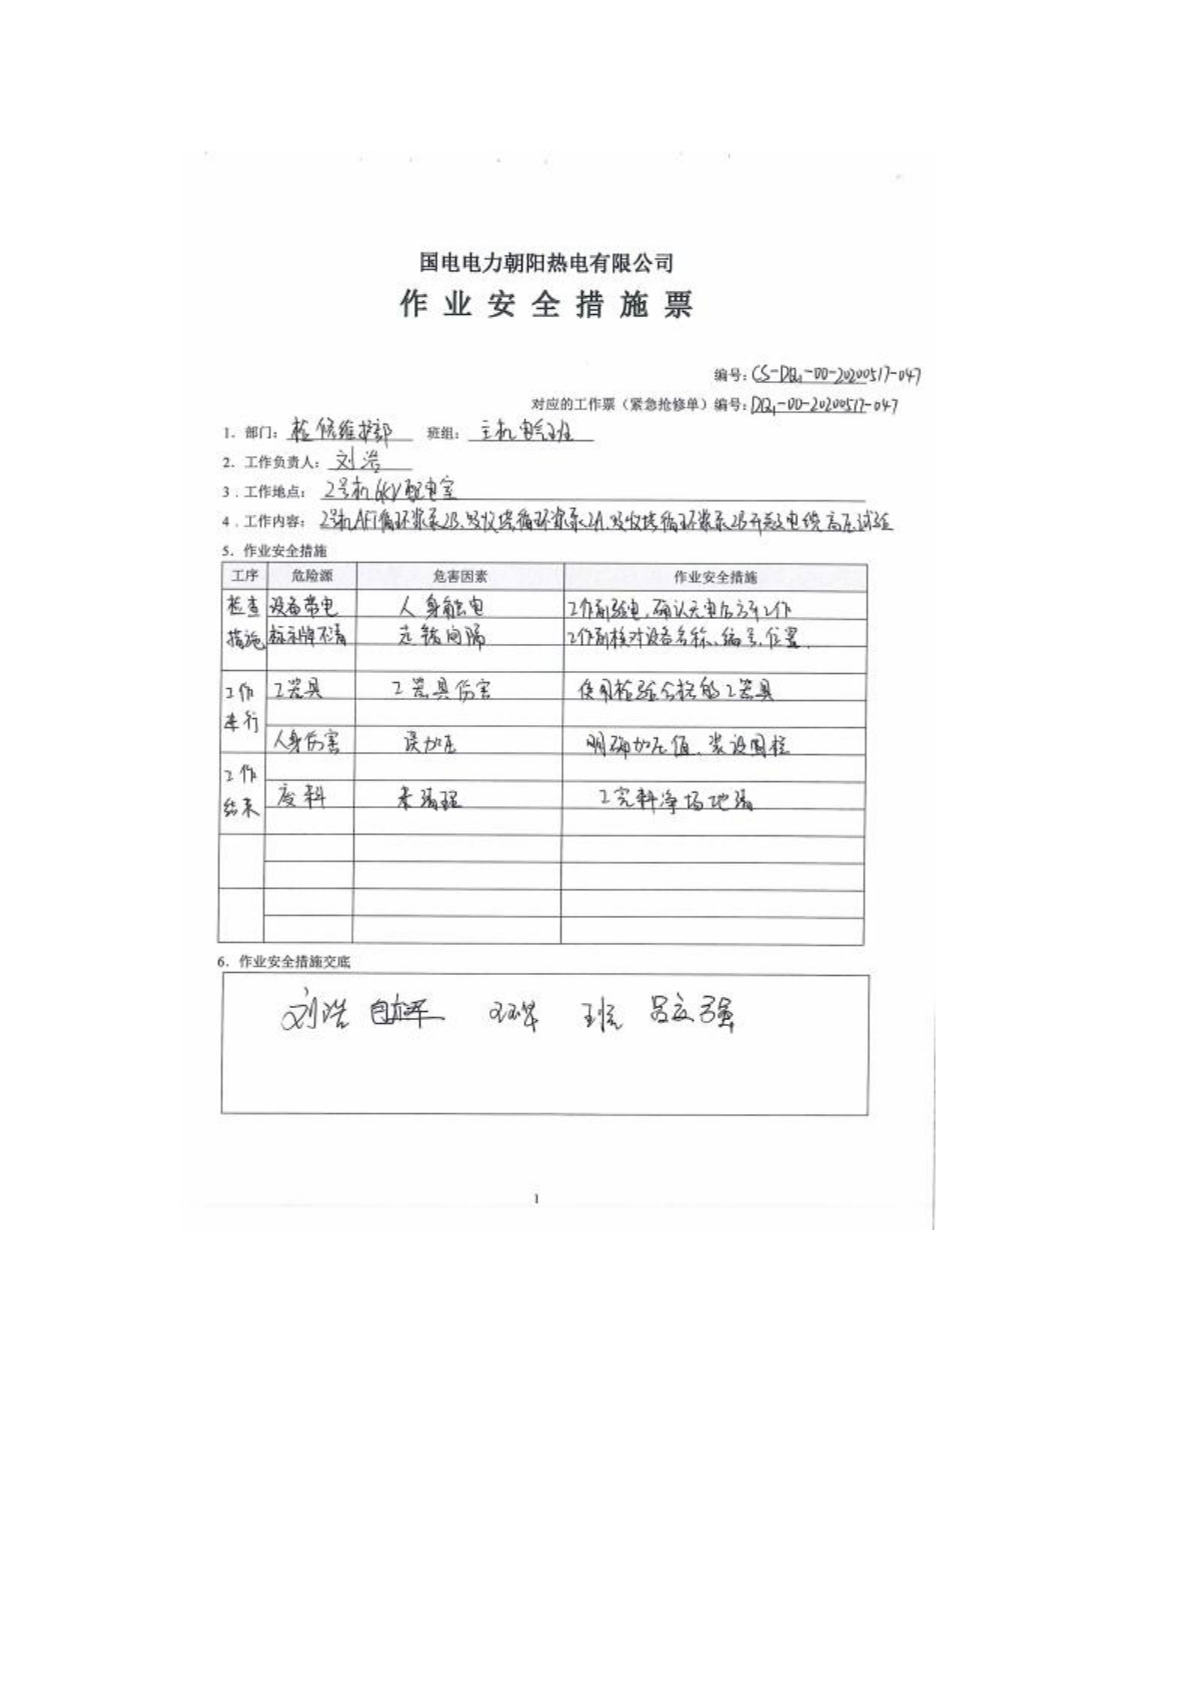 国电电力朝阳热电有限公司
作业安全措施票
编号：CS-DQ1-DD-20200517-047
对应的工作票（紧急抢修单）编号：DQ1-DD-20200517-047
1．部门：检修维护部 班组：主机电气班
2．工作负责人：刘浩
3．工作地点：2号机6KV配电室
4．工作内容：2号机AFT循环浆泵2B、吸收塔循环浆泵2A、吸收塔循环浆泵2B开关及电缆高压试验
5．作业安全措施
工序 危险源 危害因素 作业安全措施
检查措施 设备带电 人身触电 工作前验电，确认无电后方可工作
标示牌不清 走错间隔 工作前核对设备名称、编号、位置．
工作进行 工器具 工器具伤害 使用检验合格的工器具
人身伤害 误加压 明确加压值、装设围栏
工作结束 废料 未清理 工完料净场地清
6．作业安全措施交底
刘浩 吕立强
1